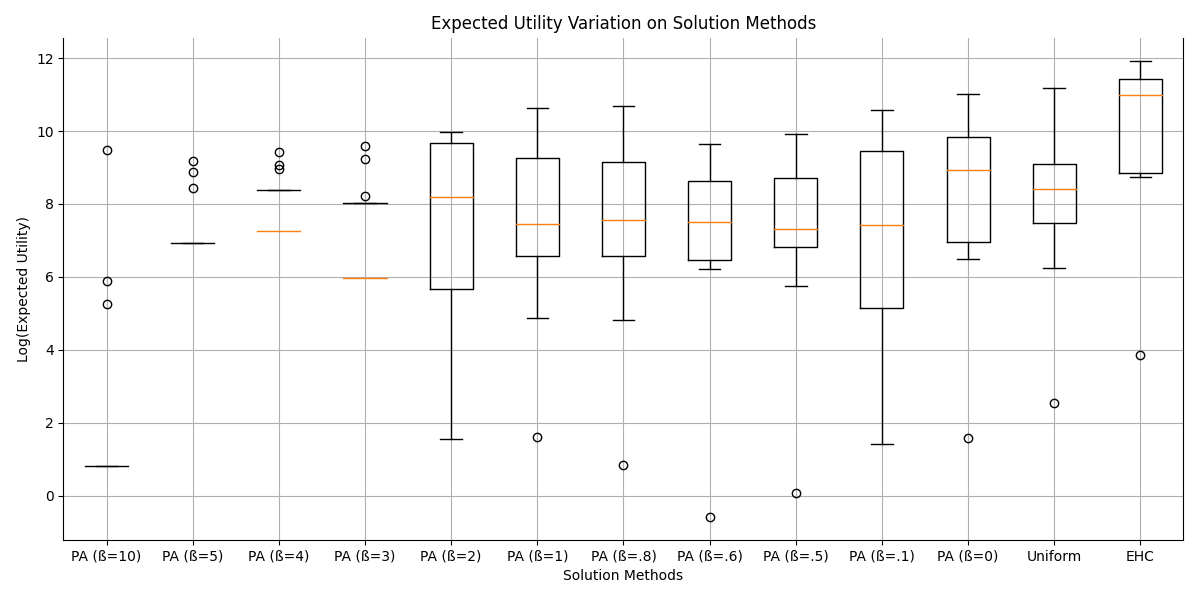 Expected Utility Variation on Solution Methods
Log(Expected Utility)
12
10
8
6
4
2
0
PA (ß=10) PA (ß=5) PA (ß=4) PA (ß=3) PA (ß=2) PA (ß=1) PA (ß=.8) PA (ß=.6) PA (ß=.5) PA (ß=.1) PA (ß=0) Uniform EHC
Solution Methods